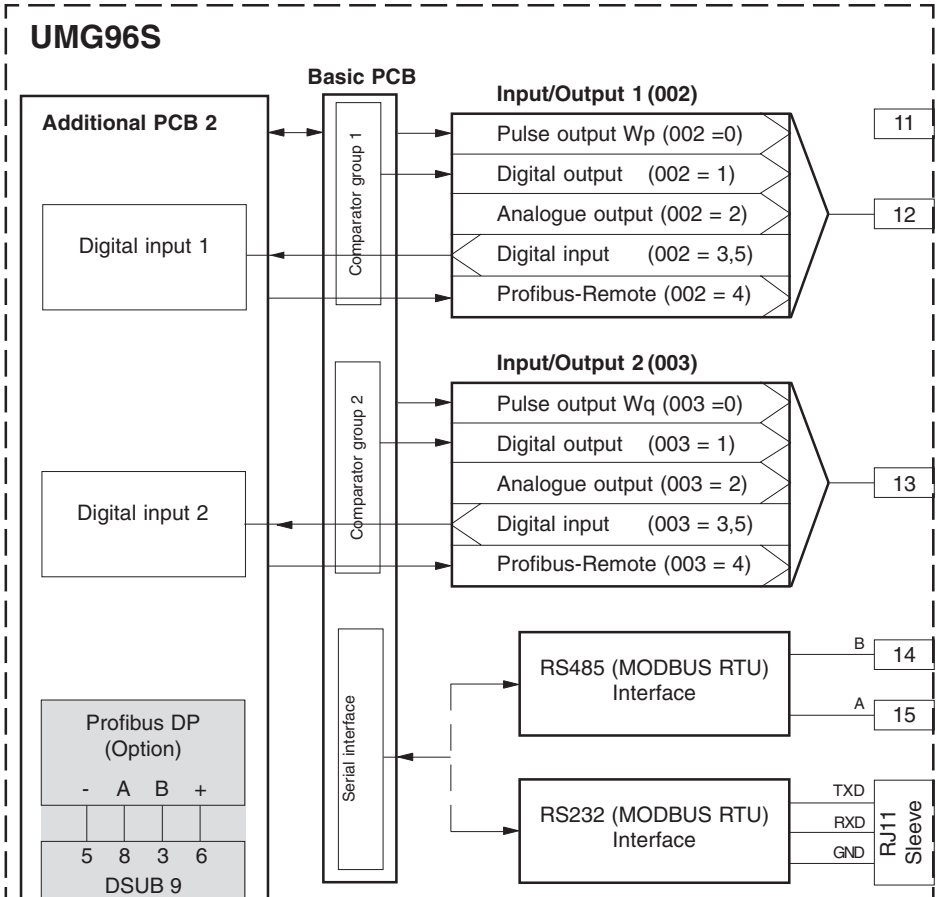 UMG96S
Basic PCB
Additional PCB 2
Digital input 1
Digital input 2
Profibus DP
(Option)
- A B +
5 8 3 6
DSUB 9
Comparator group 1
Comparator group 2
Serial interface
Input/Output 1 (002)
Pulse output Wp (002 =0)
Digital output (002 = 1)
Analogue output (002 = 2)
Digital input (002 = 3,5)
Profibus-Remote (002 = 4)
11
12
Input/Output 2 (003)
Pulse output Wq (003 =0)
Digital output (003 = 1)
Analogue output (003 = 2)
Digital input (003 = 3,5)
Profibus-Remote (003 = 4)
13
RS485 (MODBUS RTU)
Interface
B
14
A
15
RS232 (MODBUS RTU)
Interface
TXD
RXD
GND
RJ11
Sleeve